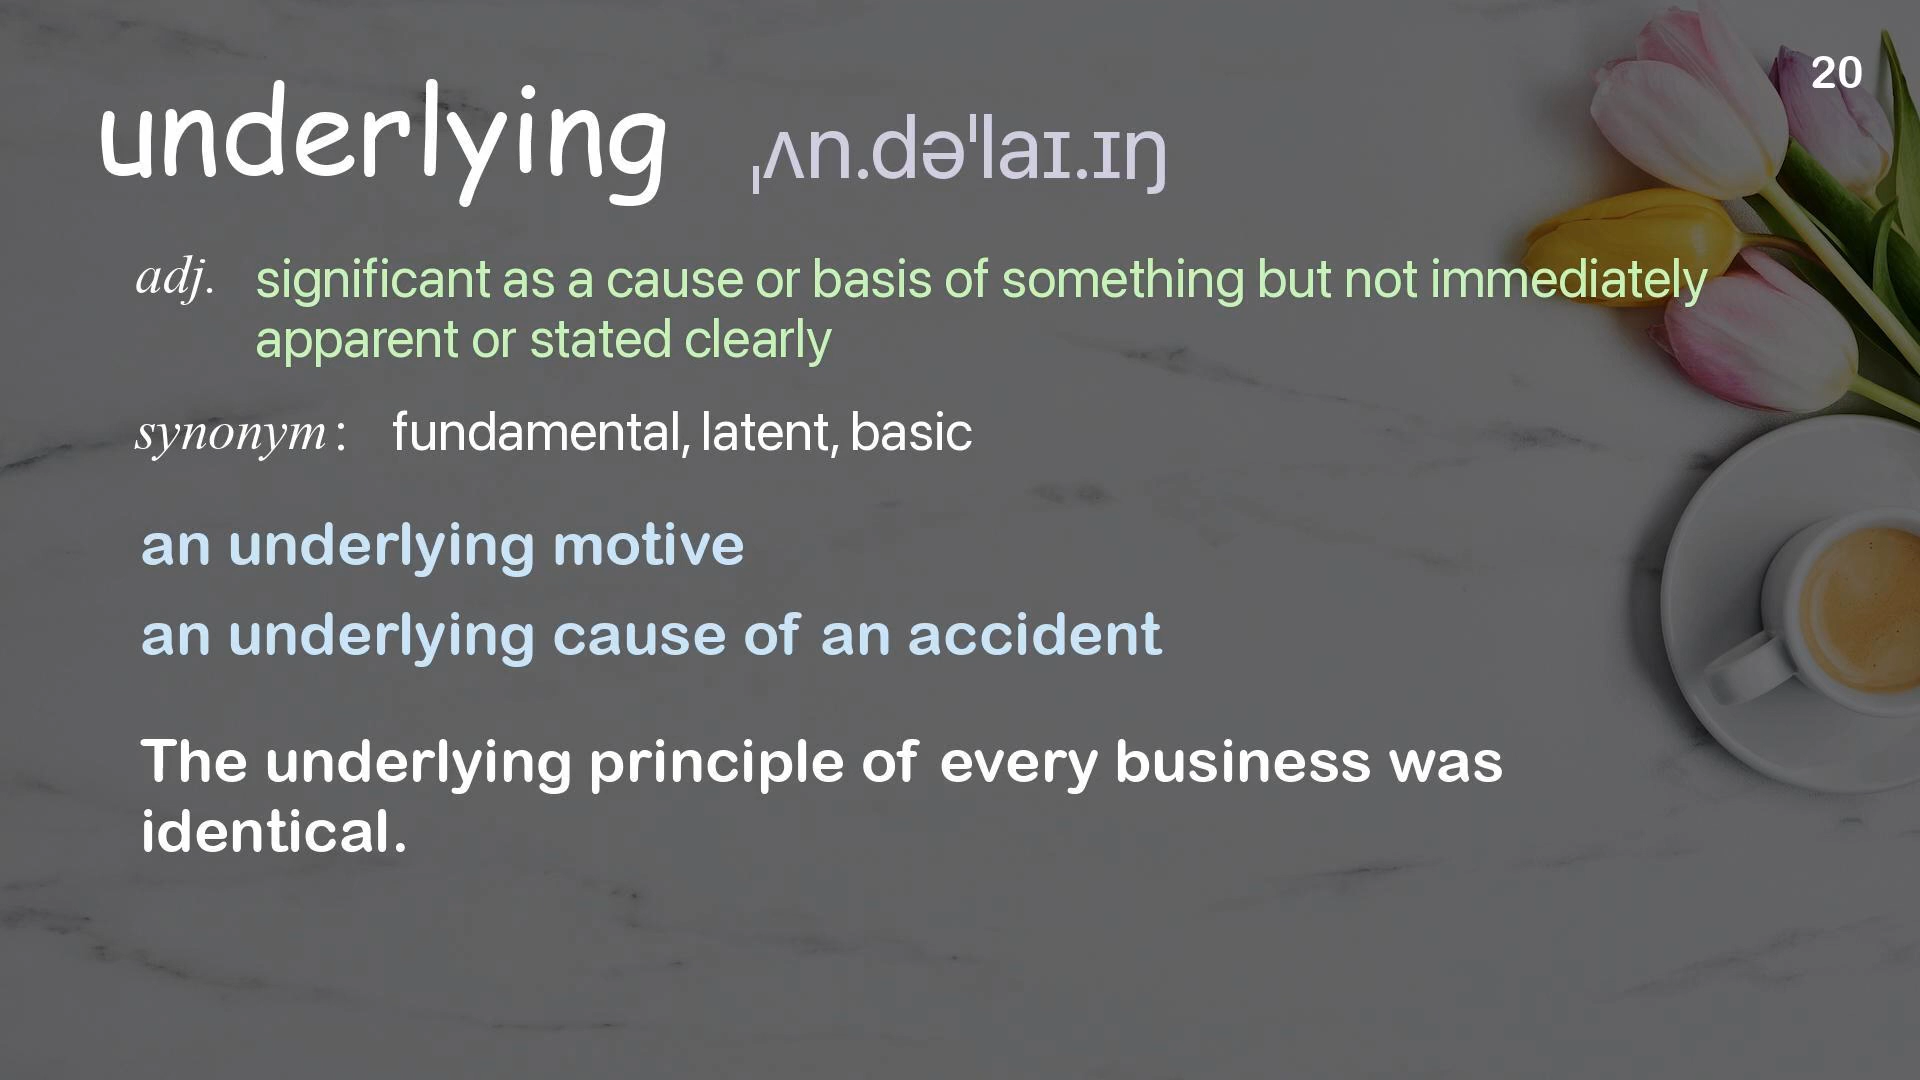 20
underlying ˌʌn.dəˈlaɪ.ɪŋ
adj. significant as a cause or basis of something but not immediately
apparent or stated clearly
synonym: fundamental, latent, basic
an underlying motive
an underlying cause of an accident
The underlying principle of every business was
identical.